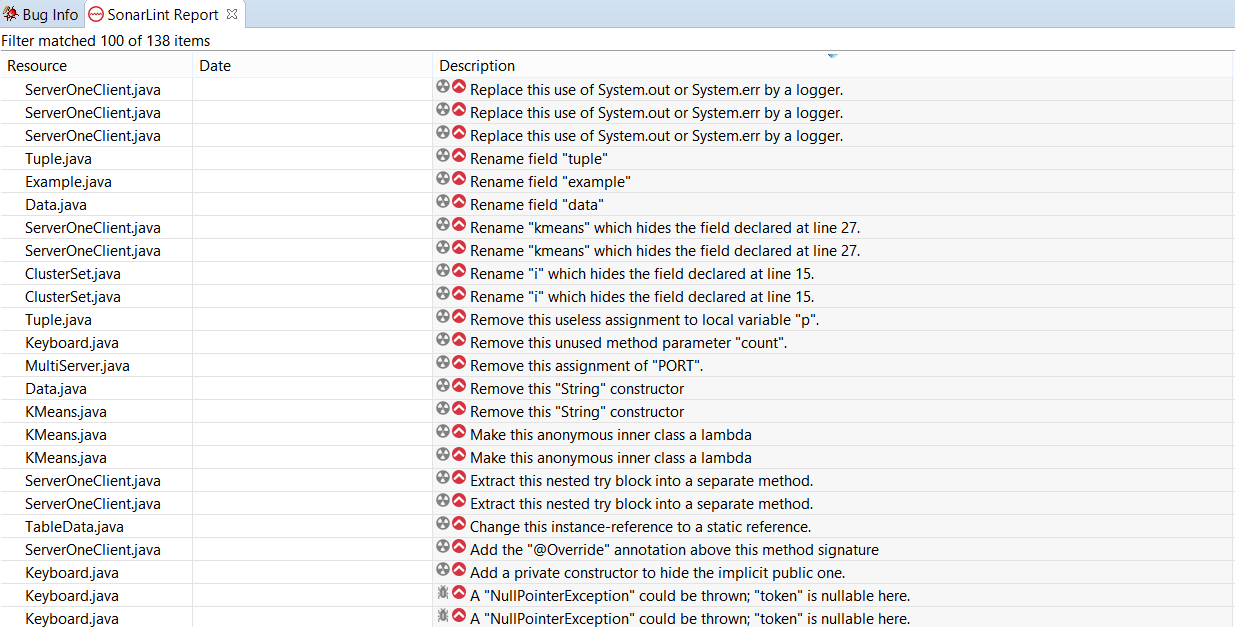 Bug Info SonarLint Report
Filter matched 100 of 138 items
Resource Date Description
ServerOneClient.java Replace this use of System.out or System.err by a logger.
ServerOneClient.java Replace this use of System.out or System.err by a logger.
ServerOneClient.java Replace this use of System.out or System.err by a logger.
Tuple.java Rename field "tuple"
Example.java Rename field "example"
Data.java Rename field "data"
ServerOneClient.java Rename "kmeans" which hides the field declared at line 27.
ServerOneClient.java Rename "kmeans" which hides the field declared at line 27.
ClusterSet.java Rename "i" which hides the field declared at line 15.
ClusterSet.java Rename "i" which hides the field declared at line 15.
Tuple.java Remove this useless assignment to local variable "p".
Keyboard.java Remove this unused method parameter "count".
MultiServer.java Remove this assignment of "PORT".
Data.java Remove this "String" constructor
KMeans.java Remove this "String" constructor
KMeans.java Make this anonymous inner class a lambda
KMeans.java Make this anonymous inner class a lambda
ServerOneClient.java Extract this nested try block into a separate method.
ServerOneClient.java Extract this nested try block into a separate method.
TableData.java Change this instance-reference to a static reference.
ServerOneClient.java Add the "@Override" annotation above this method signature
Keyboard.java Add a private constructor to hide the implicit public one.
Keyboard.java A "NullPointerException" could be thrown; "token" is nullable here.
Keyboard.java A "NullPointerException" could be thrown; "token" is nullable here.